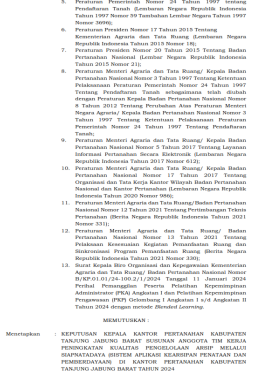 5. Peraturan Pemerintah Nomor 24 Tahun 1997 tentang
Pendaftaran Tanah (Lembaran Negara Republik Indonesia
Tahun 1997 Nomor 59 Tambahan Lembar Negara Tahun 1997
Nomor 3696);
6. Peraturan Presiden Nomor 17 Tahun 2015 Tentang
Kementerian Agraria dan Tata Ruang (Lembaran Negara
Republik Indonesia Tahun 2015 Nomor 18);
7. Peraturan Presiden Nomor 20 Tahun 2015 Tentang Badan
Pertanahan Nasional (Lembar Negara Republik Indonesia
Tahun 2015 Nomor 21);
8. Peraturan Menteri Agraria dan Tata Ruang/ Kepala Badan
Pertanahan Nasional Nomor 3 Tahun 1997 Tentang Ketentuan
Pelaksanaan Peraturan Pemerintah Nomor 24 Tahun 1997
Tentang Pendaftaran Tanah sebagaimana telah diubah
dengan Peraturan Kepala Badan Pertanahan Nasional Nomor
8 Tahun 2012 Tentang Perubahan Atas Peraturan Menteri
Negara Agraria/ Kepala Badan Pertanahan Nasional Nomor 3
Tahun 1997 Tentang Ketentuan Pelaksanaan Peraturan
Pemerintah Nomor 24 Tahun 1997 Tentang Pendaftaran
Tanah;
9. Peraturan Menteri Agraria dan Tata Ruang/ Kepala Badan
Pertanahan Nasional Nomor 5 Tahun 2017 Tentang Layanan
Informasi Pertanahan Secara Elektronik (Lembaran Negara
Republik Indonesia Tahun 2017 Nomor 612);
10. Peraturan Menteri Agraria dan Tata Ruang/ Kepala Badan
Pertanahan Nasional Nomor 17 Tahun 2017 Tentang
Organisasi dan Tata Kerja Kantor Wilayah Badan Pertanahan
Nasional dan Kantor Pertanahan (Lembaran Negara Republik
Indonesia Tahun 2020 Nomor 986);
11. Peraturan Menteri Agraria dan Tata Ruang/Badan Pertanahan
Nasional Nomor 12 Tahun 2021 Tentang Pertimbangan Teknis
Pertanahan (Berita Negara Republik Indonesia Tahun 2021
Nomor 331);
12. Peraturan Menteri Agraria dan Tata Ruang/ Badan
Pertanahan Nasional Nomor 13 Tahun 2021 Tentang
Pelaksanaan Kesesuaian Kegiatan Pemanfaatan Ruang dan
Sinkronisasi Program Pemanfaatan Ruang (Berita Negara
Republik Indonesia Tahun 2021 Nomor 330);
13. Surat Kepala Biro Organisasi dan Kepegawaian Kementerian
Agraria dan Tata Ruang/ Badan Pertanahan Nasional Nomor
B/KP.01.01/24-100.2/1/2024 Tanggal 11 Januari 2024
Perihal Pemanggilan Peserta Pelatihan Kepemimpinan
Administrator (PKA) Angkatan I dan Pelatihan Kepemimpinan
Pengawasan (PKP) Gelombang I Angkatan I s/d Angkatan II
Tahun 2024 dengan metode Blended Learning.
MEMUTUSKAN :
Menetapkan : KEPUTUSAN KEPALA KANTOR PERTANAHAN KABUPATEN
TANJUNG JABUNG BARAT SUSUNAN ANGGOTA TIM KERJA
PENINGKATAN KUALITAS PENGELOLAAN ARSIP MELALUI
SIAPNATADAYA (SISTEM APLIKASI KEARSIPAN PENATAAN DAN
PEMBERDAYAAN) DI KANTOR PERTANAHAN KABUPATEN
TANJUNG JABUNG BARAT TAHUN 2024